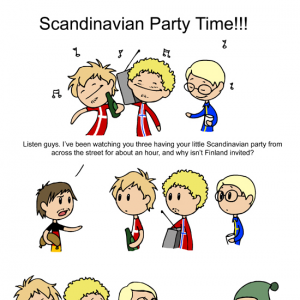 Scandinavian Party Time!!!
Listen guys. I've been watching you three having your little Scandinavian party from
across the street for about an hour, and why isn't Finland invited?